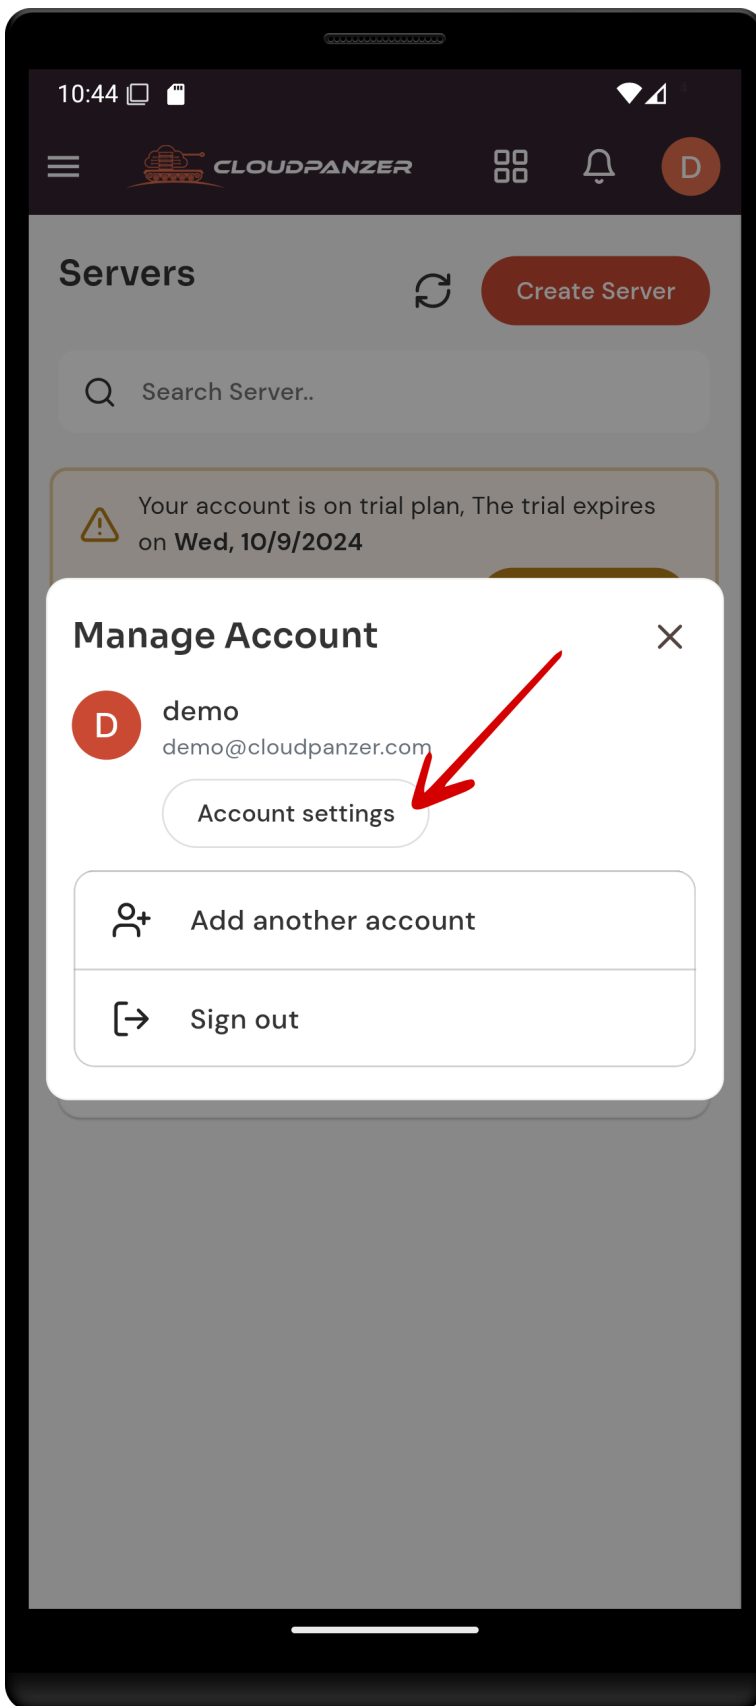 10:44
CLOUDPANZER
D
Servers
Create Server
Search Server..
Your account is on trial plan, The trial expires
on Wed, 10/9/2024
Manage Account
D
demo
demo@cloudpanzer.com
Account settings
Add another account
Sign out